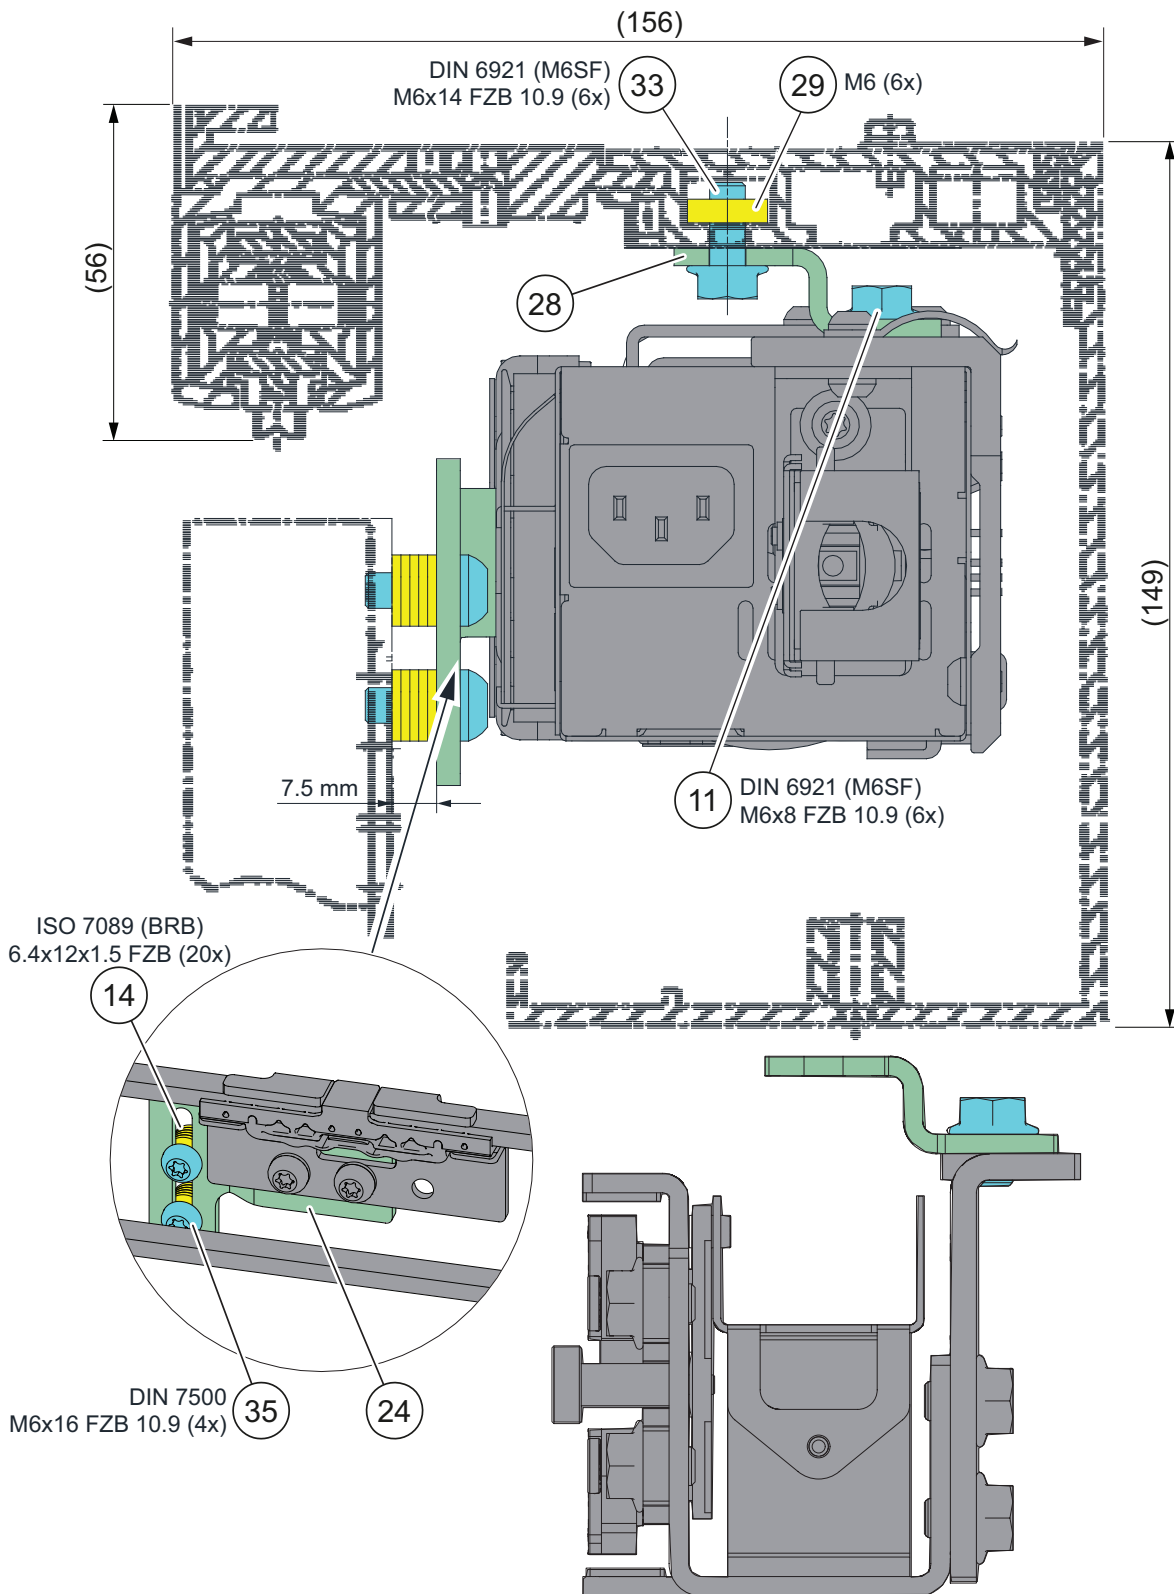 (156)
DIN 6921 (M6SF)
M6x14 FZB 10.9 (6x)
33
29
M6 (6x)
(56)
28
(149)
7.5 mm
11
DIN 6921 (M6SF)
M6x8 FZB 10.9 (6x)
ISO 7089 (BRB)
6.4x12x1.5 FZB (20x)
14
DIN 7500
M6x16 FZB 10.9 (4x)
35
24